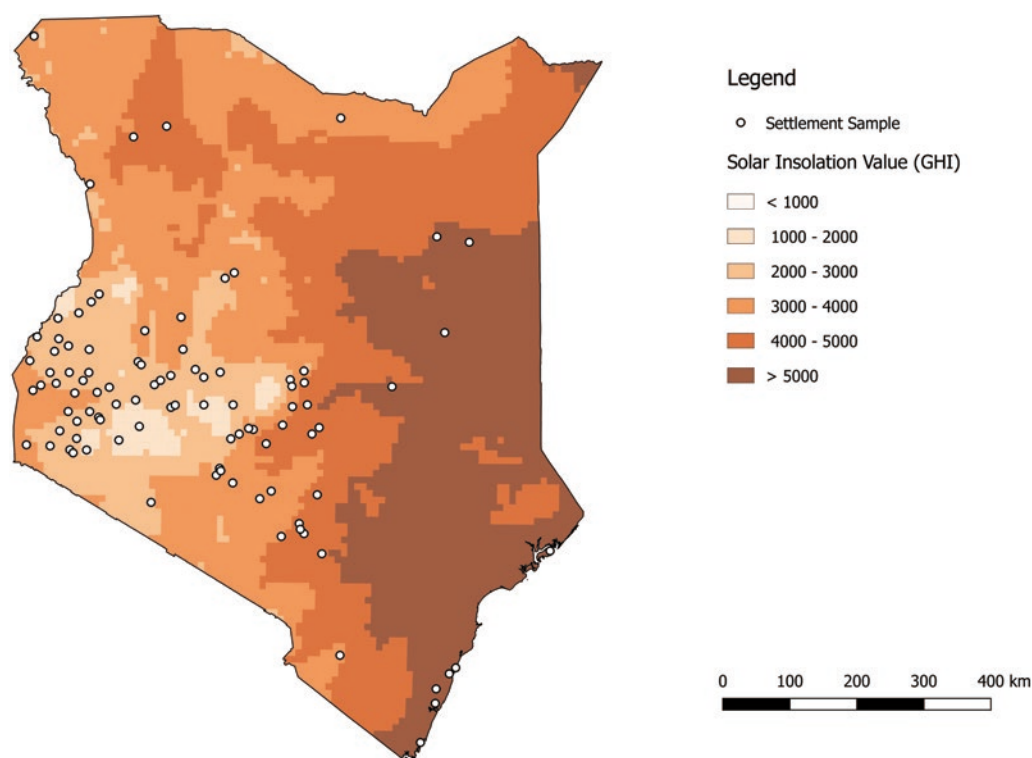 Legend
Settlement Sample
Solar Insolation Value (GHI)
< 1000
1000 - 2000
2000 - 3000
3000 - 4000
4000 - 5000
> 5000
0 100 200 300 400 km